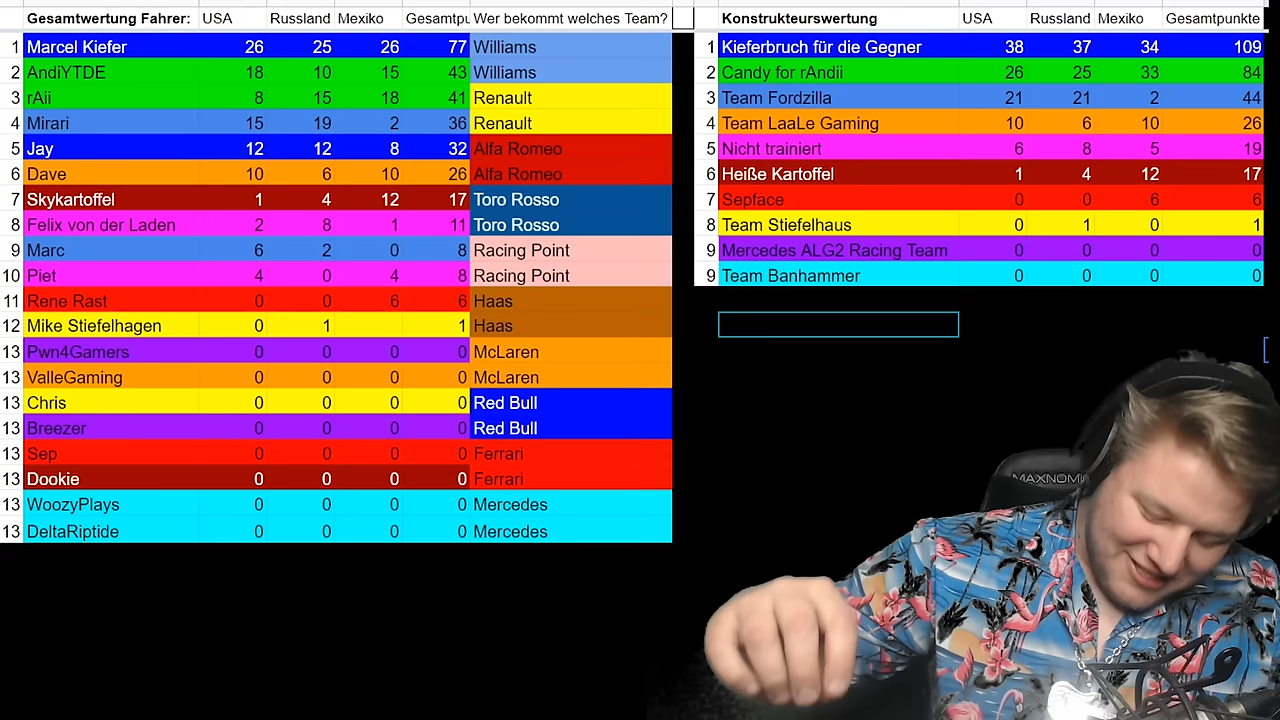 Gesamtwertung Fahrer: USA Russland Mexiko Gesamtpu Wer bekommt welches Team?
1 Marcel Kiefer 26 25 26 77 Williams
2 AndiYTDE 18 10 15 43 Williams
3 rAii 8 15 18 41 Renault
4 Mirari 15 19 2 36 Renault
5 Jay 12 12 8 32 Alfa Romeo
6 Dave 10 6 10 26 Alfa Romeo
7 Skykartoffel 1 4 12 17 Toro Rosso
8 Felix von der Laden 2 8 1 11 Toro Rosso
9 Marc 6 2 0 8 Racing Point
10 Piet 4 0 4 8 Racing Point
11 Rene Rast 0 0 6 6 Haas
12 Mike Stiefelhagen 0 1 1 Haas
13 Pwn4Gamers 0 0 0 0 McLaren
13 ValleGaming 0 0 0 0 McLaren
13 Chris 0 0 0 0 Red Bull
13 Breezer 0 0 0 0 Red Bull
13 Sep 0 0 0 0 Ferrari
13 Dookie 0 0 0 0 Ferrari
13 WoozyPlays 0 0 0 0 Mercedes
13 DeltaRiptide 0 0 0 0 Mercedes
Konstrukteurswertung USA Russland Mexiko Gesamtpunkte
1 Kieferbruch für die Gegner 38 37 34 109
2 Candy for rAndii 26 25 33 84
3 Team Fordzilla 21 21 2 44
4 Team LaaLe Gaming 10 6 10 26
5 Nicht trainiert 6 8 5 19
6 Heiße Kartoffel 1 4 12 17
7 Sepface 0 0 6 6
8 Team Stiefelhaus 0 1 0 1
9 Mercedes ALG2 Racing Team 0 0 0 0
9 Team Banhammer 0 0 0 0
MAXNOMIC